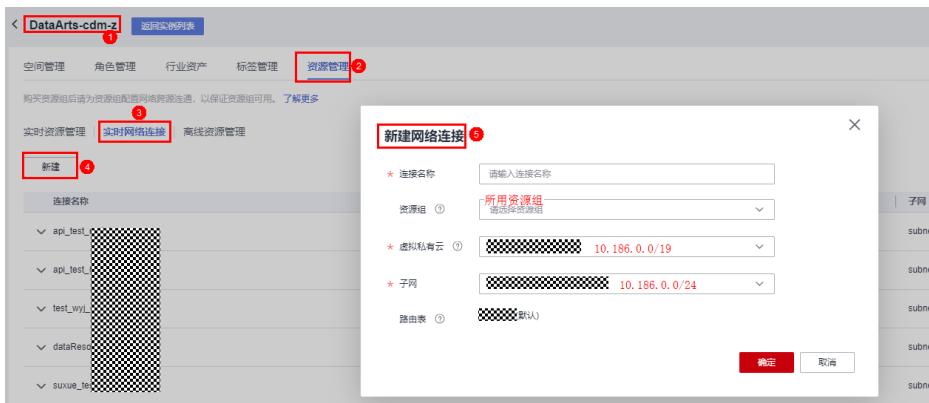 DataArts-cdm-z
返回实例列表
1
空间管理 角色管理 行业资产 标签管理 资源管理 2
购买资源组后请为资源组配置网络跨源连通，以保证资源组可用。 了解更多
3
实时资源管理 实时网络连接 离线资源管理
新建 4
连接名称
子网
api_test_
subn
api_test_
subn
test_wyj_
subn
dataReso
subn
suxue_te
subn
新建网络连接 5
* 连接名称 请输入连接名称
所用资源组
资源组 请选择资源组
* 虚拟私有云 10.186.0.0/19
* 子网 10.186.0.0/24
路由表 默认)
确定 取消